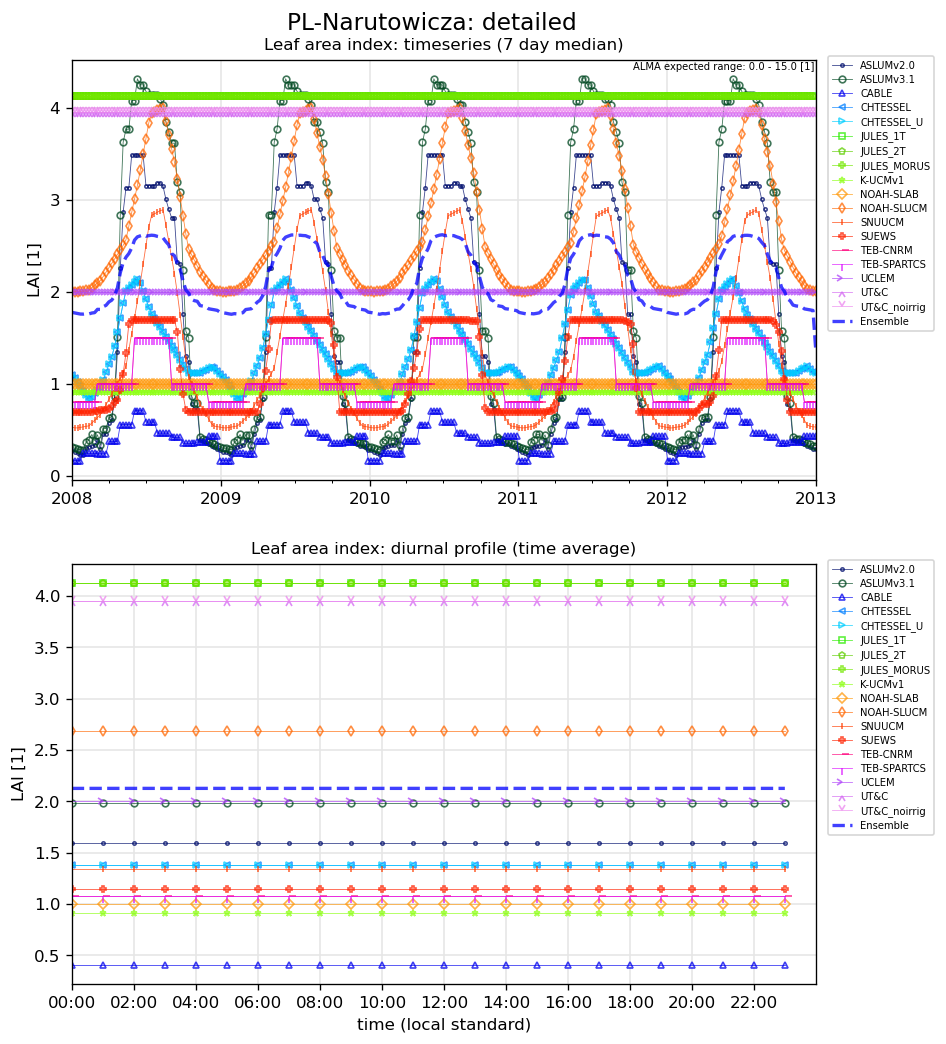 PL-Narutowicza: detailed
Leaf area index: timeseries (7 day median)
ALMA expected range: 0.0 - 15.0 [1]
LAI [1]
4
3
2
1
0
2008
2009
2010
2011
2012
2013
ASLUMv2.0
ASLUMv3.1
CABLE
CHTESSEL
CHTESSEL_U
JULES_1T
JULES_2T
JULES_MORUS
K-UCMv1
NOAH-SLAB
NOAH-SLUCM
SNUUCM
SUEWS
TEB-CNRM
TEB-SPARTCS
UCLEM
UT&C
UT&C_noirrig
Ensemble
Leaf area index: diurnal profile (time average)
LAI [1]
4.0
3.5
3.0
2.5
2.0
1.5
1.0
0.5
00:00
02:00
04:00
06:00
08:00
10:00
12:00
14:00
16:00
18:00
20:00
22:00
time (local standard)
ASLUMv2.0
ASLUMv3.1
CABLE
CHTESSEL
CHTESSEL_U
JULES_1T
JULES_2T
JULES_MORUS
K-UCMv1
NOAH-SLAB
NOAH-SLUCM
SNUUCM
SUEWS
TEB-CNRM
TEB-SPARTCS
UCLEM
UT&C
UT&C_noirrig
Ensemble